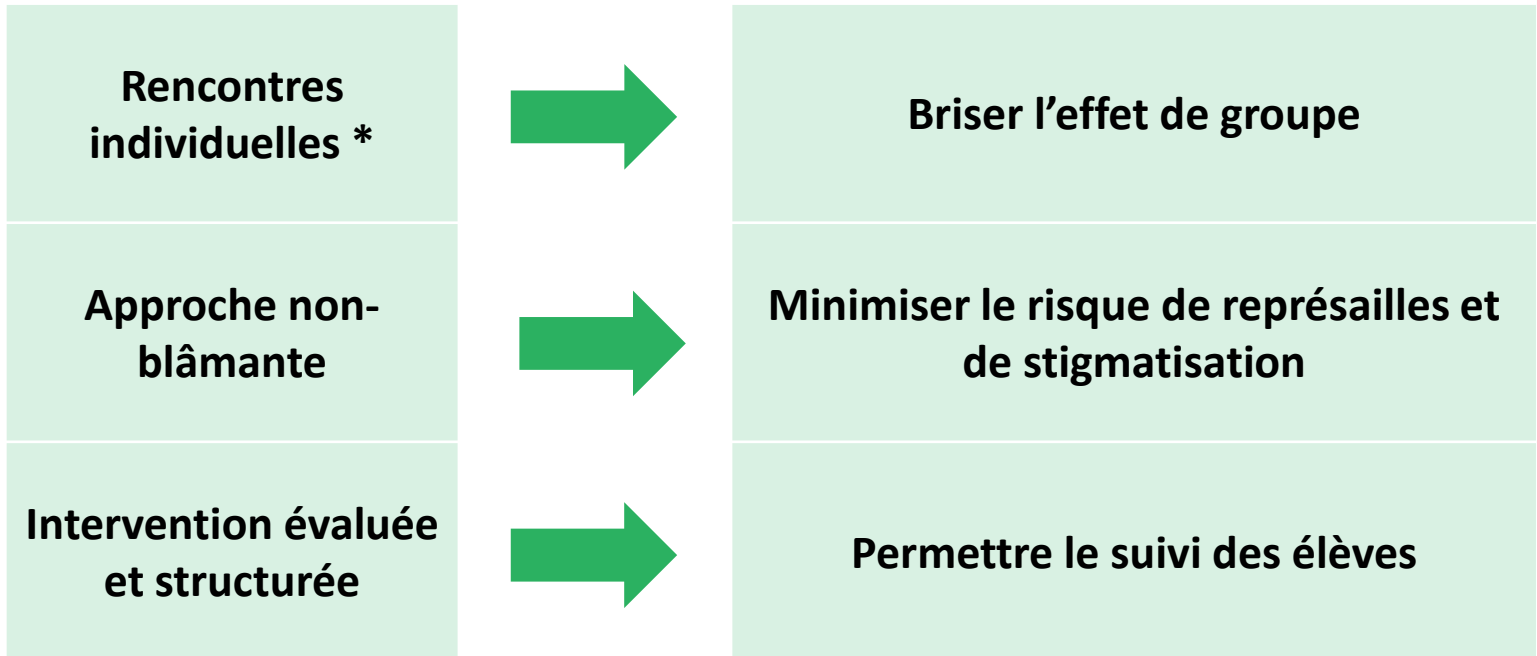 Rencontres
individuelles *
Briser l’effet de groupe
Approche non-
blâmante
Minimiser le risque de représailles et
de stigmatisation
Intervention évaluée
et structurée
Permettre le suivi des élèves